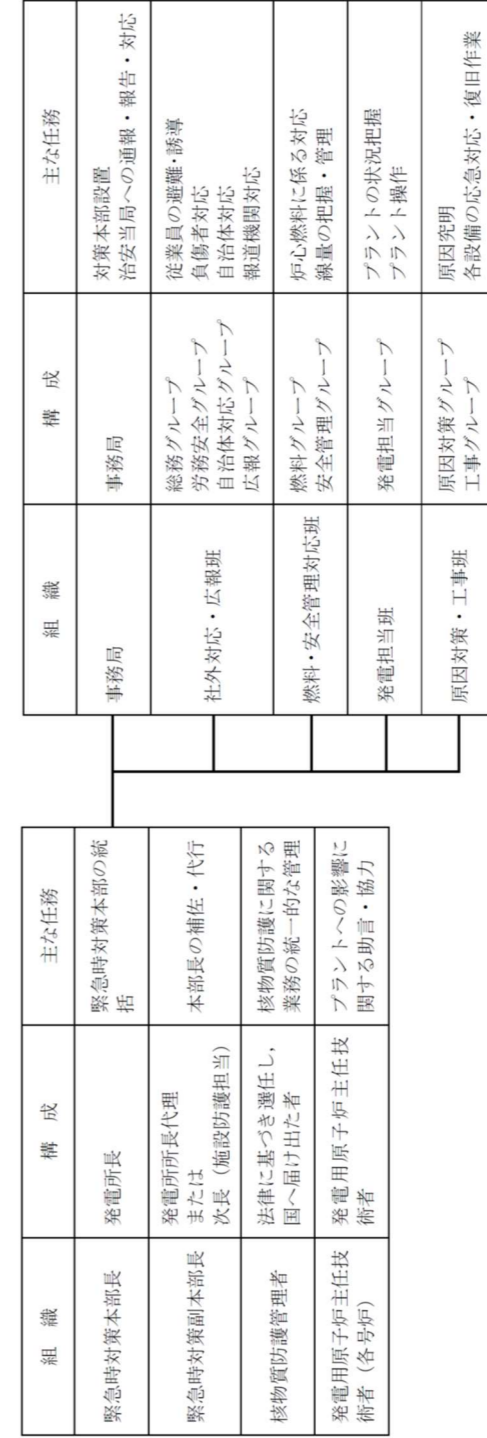 組　織
構　成
主な任務
緊急時対策本部長
発電所長
緊急時対策本部の統
括
緊急時対策副本部長
発電所所長代理
または
次長（施設防護担当）
本部長の補佐・代行
核物質防護管理者
法律に基づき選任し，
国へ届け出た者
核物質防護に関する
業務の統一的な管理
発電用原子炉主任技
術者（各号炉）
発電用原子炉主任技
術者
プラントへの影響に
関する助言・協力
組　織
構　成
主な任務
事務局
事務局
対策本部設置
治安当局への通報・報告・対応
社外対応・広報班
総務グループ
労務安全グループ
自治体対応グループ
広報グループ
従業員の避難・誘導
負傷者対応
自治体対応
報道機関対応
燃料・安全管理対応班
燃料グループ
安全管理グループ
炉心燃料に係る対応
線量の把握・管理
発電担当班
発電担当グループ
プラントの状況把握
プラント操作
原因対策・工事班
原因対策グループ
工事グループ
原因究明
各設備の応急対応・復旧作業